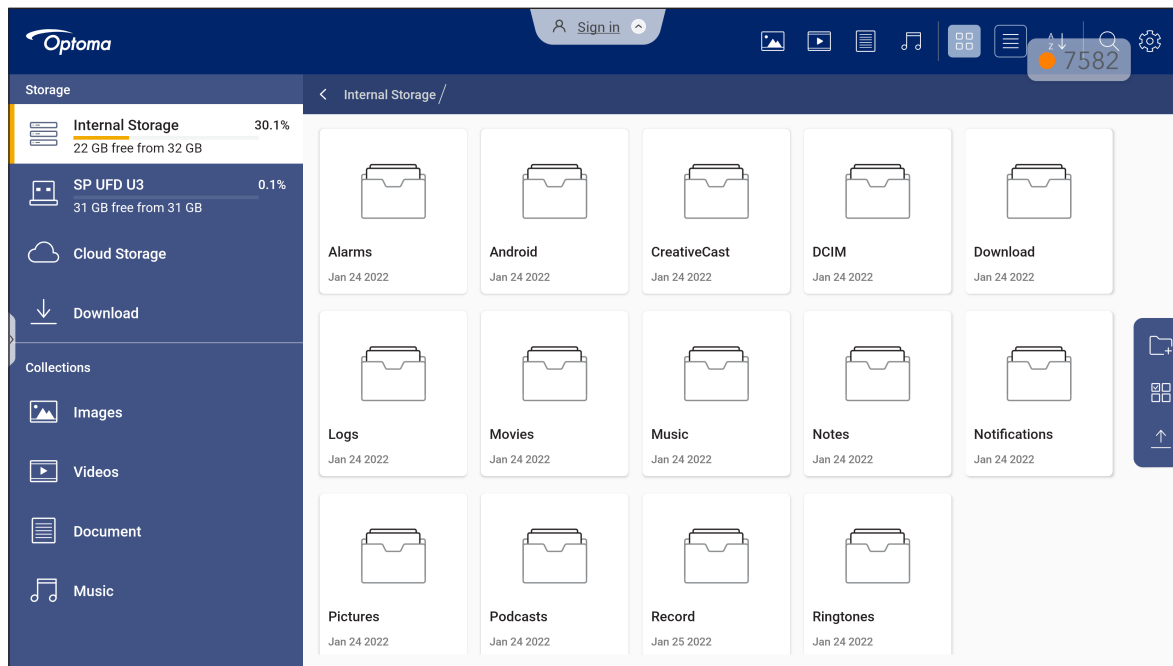 Optoma
Sign in
A
Z
7582
Storage
Internal Storage 30.1%
22 GB free from 32 GB
SP UFD U3 0.1%
31 GB free from 31 GB
Cloud Storage
Download
Collections
Images
Videos
Document
Music
Internal Storage /
Alarms Android CreativeCast DCIM Download
Jan 24 2022 Jan 24 2022 Jan 24 2022 Jan 24 2022 Jan 24 2022
Logs Movies Music Notes Notifications
Jan 24 2022 Jan 24 2022 Jan 24 2022 Jan 24 2022 Jan 24 2022
Pictures Podcasts Record Ringtones
Jan 24 2022 Jan 24 2022 Jan 25 2022 Jan 24 2022